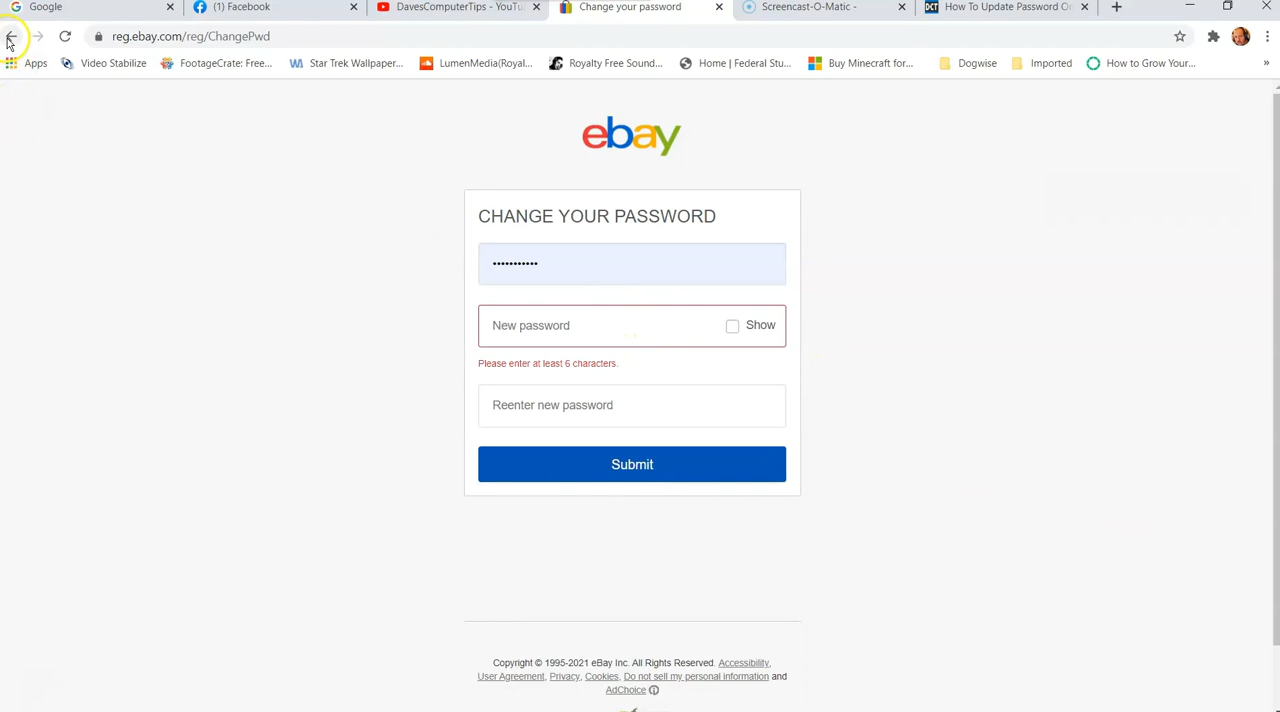 Google
(1) Facebook
DavesComputerTips - YouTu
Change your password
Screencast-O-Matic -
DCT
How To Update Password On
reg.ebay.com/reg/ChangePwd
Apps
Video Stabilize
FootageCrate: Free...
Star Trek Wallpaper...
LumenMedia(Royal...
Royalty Free Sound...
Home | Federal Stu...
Buy Minecraft for...
Dogwise
Imported
How to Grow Your...
»
ebay
CHANGE YOUR PASSWORD
•••••••••••
New password
Show
Please enter at least 6 characters.
Reenter new password
Submit
Copyright © 1995-2021 eBay Inc. All Rights Reserved. Accessibility,
User Agreement, Privacy, Cookies, Do not sell my personal information and
AdChoice